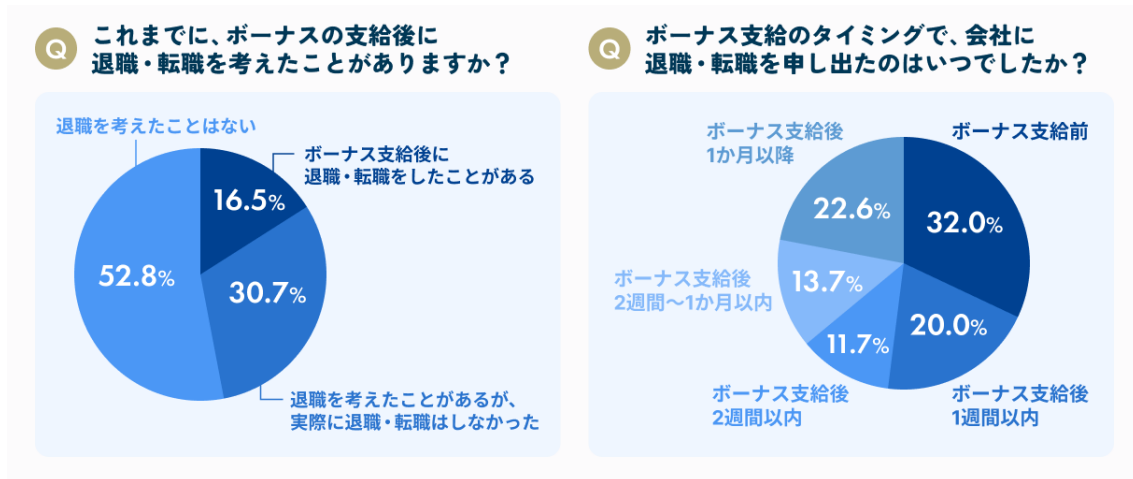 Q
これまでに、ボーナスの支給後に
退職・転職を考えたことがありますか？
退職を考えたことはない
ボーナス支給後に
退職・転職をしたことがある
16.5%
52.8%
30.7%
退職を考えたことがあるが、
実際に退職・転職はしなかった
Q
ボーナス支給のタイミングで、会社に
退職・転職を申し出たのはいつでしたか？
ボーナス支給後
1か月以降
ボーナス支給前
22.6%
32.0%
ボーナス支給後
2週間〜1か月以内
13.7%
20.0%
11.7%
ボーナス支給後
2週間以内
ボーナス支給後
1週間以内